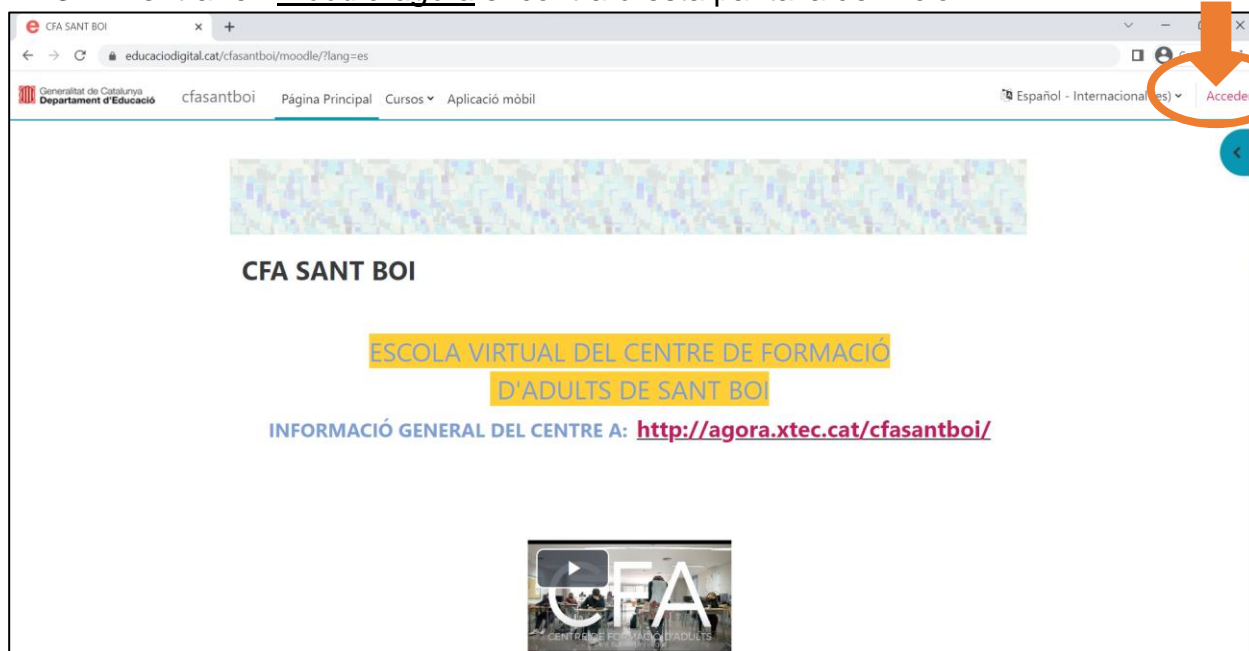 CFA SANT BOI
educaciodigital.cat/cfasantboi/moodle/?lang=es
Generalitat de Catalunya
Departament d'Educació
cfasantboi Página Principal Cursos Aplicació mòbil Español - Internacional es) Acceder
CFA SANT BOI
ESCOLA VIRTUAL DEL CENTRE DE FORMACIÓ
D'ADULTS DE SANT BOI
INFORMACIÓ GENERAL DEL CENTRE A: http://agora.xtec.cat/cfasantboi/
CFA
CENTRE DE FORMACIÓ D'ADULTS